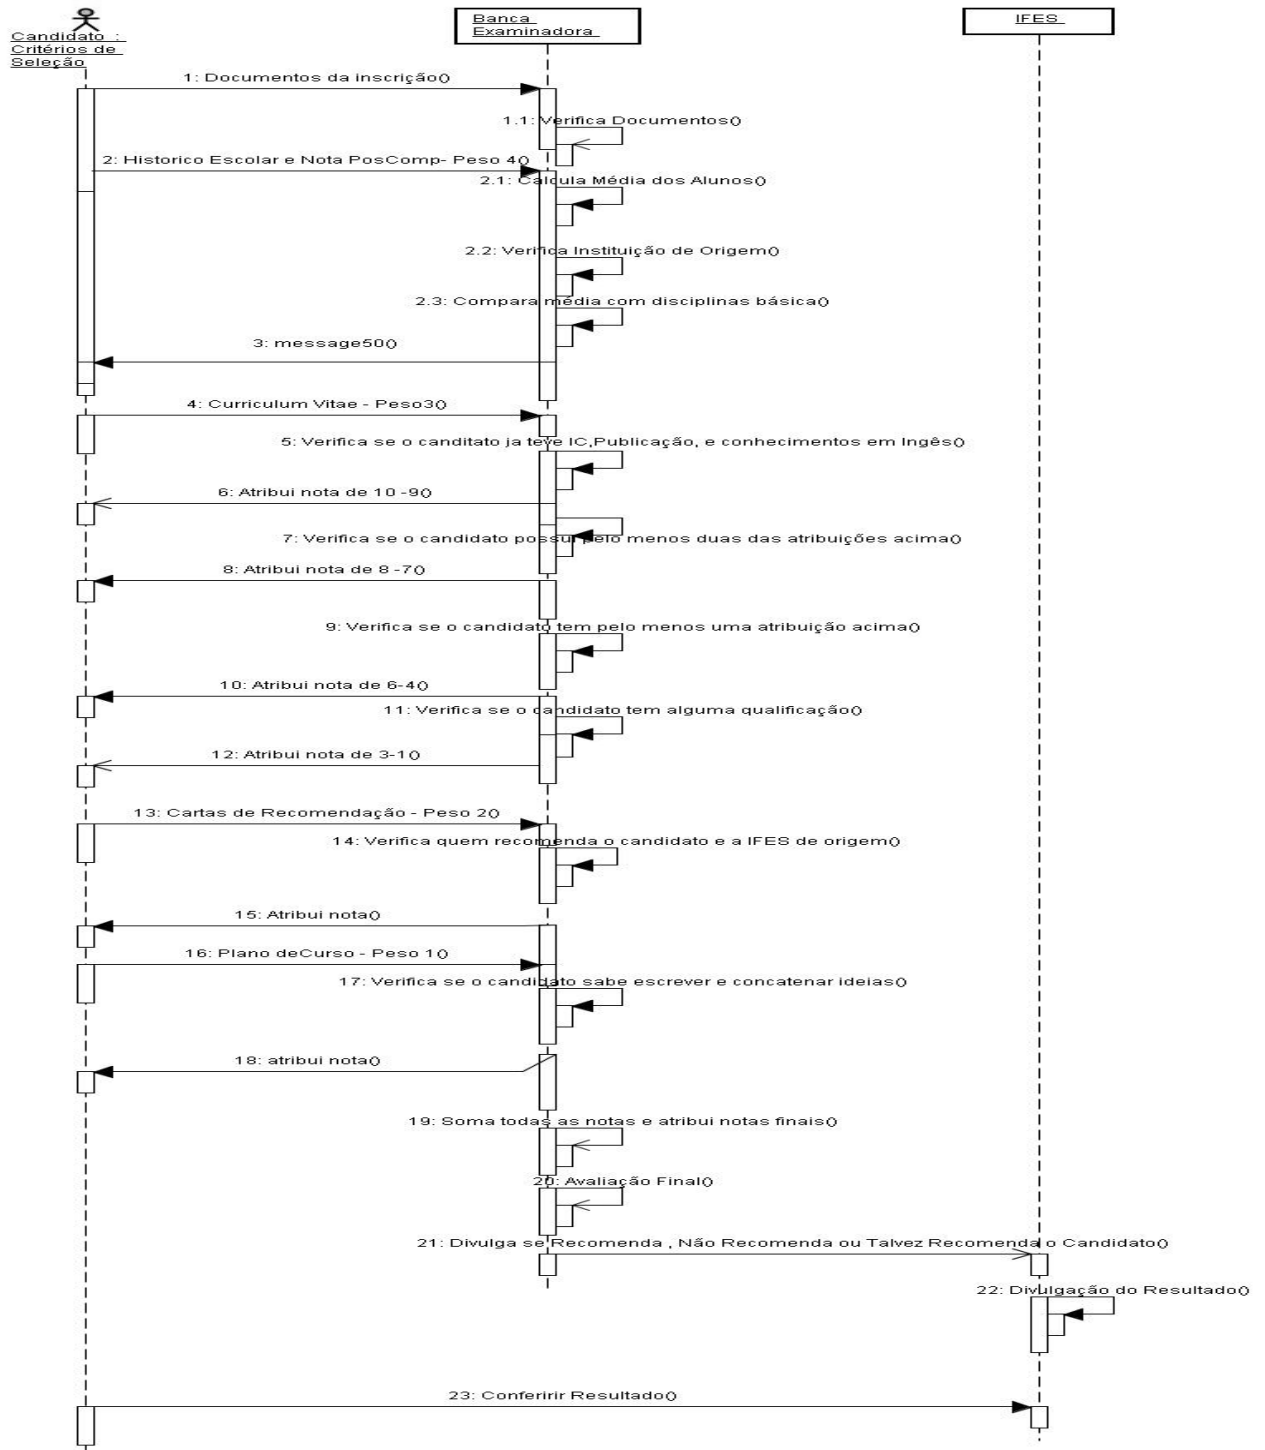 Candidato :
Critérios de
Seleção
Banca
Examinadora
IFES
1: Documentos da inscrição()
1.1: Verifica Documentos()
2: Historico Escolar e Nota PosComp- Peso 4()
2.1: Calcula Média dos Alunos()
2.2: Verifica Instituição de Origem()
2.3: Compara média com disciplinas básica()
3: message50()
4: Curriculum Vitae - Peso3()
5: Verifica se o canditato ja teve IC,Publicação, e conhecimentos em Ingês()
6: Atribui nota de 10 -9()
7: Verifica se o candidato possui pelo menos duas das atribuições acima()
8: Atribui nota de 8 -7()
9: Verifica se o candidato tem pelo menos uma atribuição acima()
10: Atribui nota de 6-4()
11: Verifica se o candidato tem alguma qualificação()
12: Atribui nota de 3-1()
13: Cartas de Recomendação - Peso 2()
14: Verifica quem recomenda o candidato e a IFES de origem()
15: Atribui nota()
16: Plano deCurso - Peso 1()
17: Verifica se o candidato sabe escrever e concatenar ideias()
18: atribui nota()
19: Soma todas as notas e atribui notas finais()
20: Avaliação Final()
21: Divulga se Recomenda , Não Recomenda ou Talvez Recomenda o Candidato()
22: Divulgação do Resultado()
23: Conferirir Resultado()